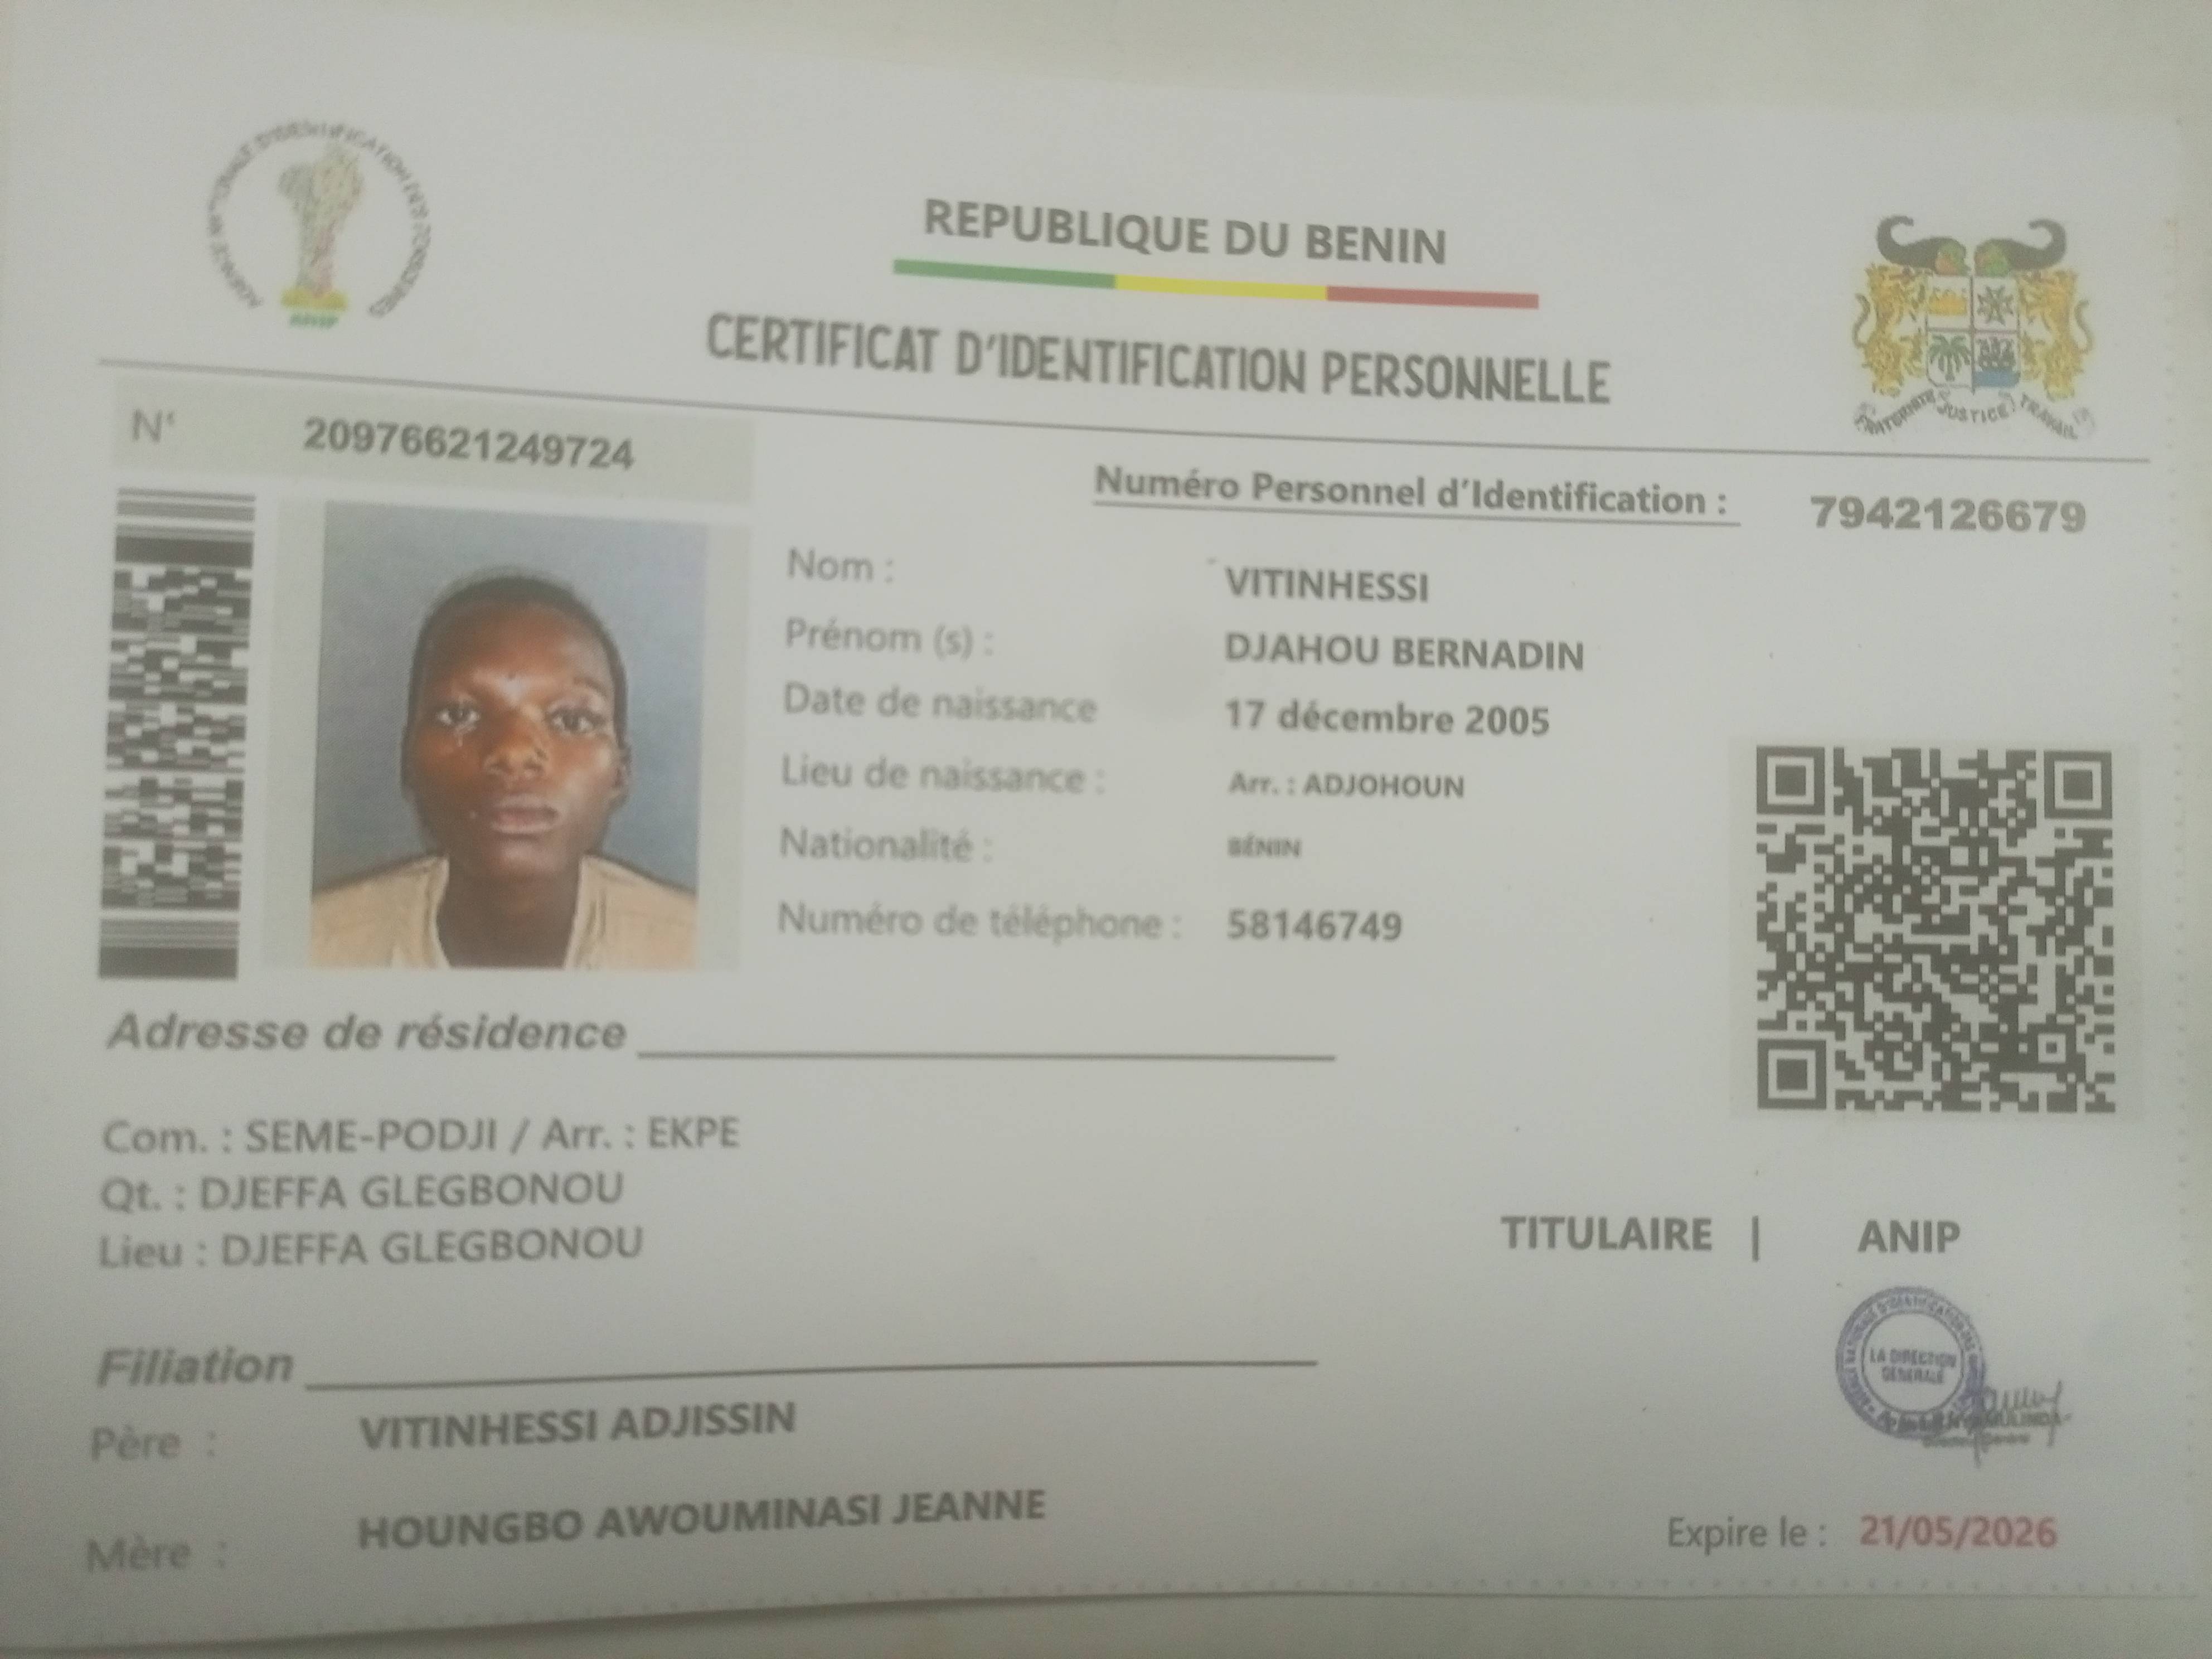 AGENCE NATIONALE D'IDENTIFICATION DES PERSONNES
ANIP
REPUBLIQUE DU BENIN
CERTIFICAT D'IDENTIFICATION PERSONNELLE
FRATERNITE JUSTICE TRAVAIL
N° 20976621249724
Numéro Personnel d'Identification : 7942126679
Nom : VITINHESSI
Prénom (s) : DJAHOU BERNADIN
Date de naissance 17 décembre 2005
Lieu de naissance : Arr. : ADJOHOUN
Nationalité : BÉNIN
Numéro de téléphone : 58146749
Adresse de résidence
Com. : SEME-PODJI / Arr. : EKPE
Qt. : DJEFFA GLEGBONOU
Lieu : DJEFFA GLEGBONOU
TITULAIRE | ANIP
LA DIRECTION
GENERALE
Filiation
Père : VITINHESSI ADJISSIN
Mère : HOUNGBO AWOUMINASI JEANNE
Expire le : 21/05/2026